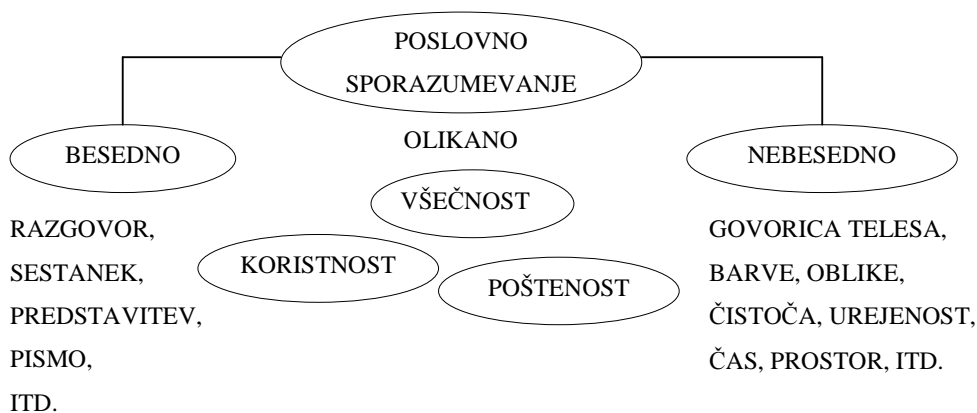 POSLOVNO
SPORAZUMEVANJE
OLIKANO
BESEDNO
NEBESEDNO
VŠEČNOST
KORISTNOST
POŠTENOST
RAZGOVOR,
SESTANEK,
PREDSTAVITEV,
PISMO,
ITD.
GOVORICA TELESA,
BARVE, OBLIKE,
ČISTOČA, UREJENOST,
ČAS, PROSTOR, ITD.